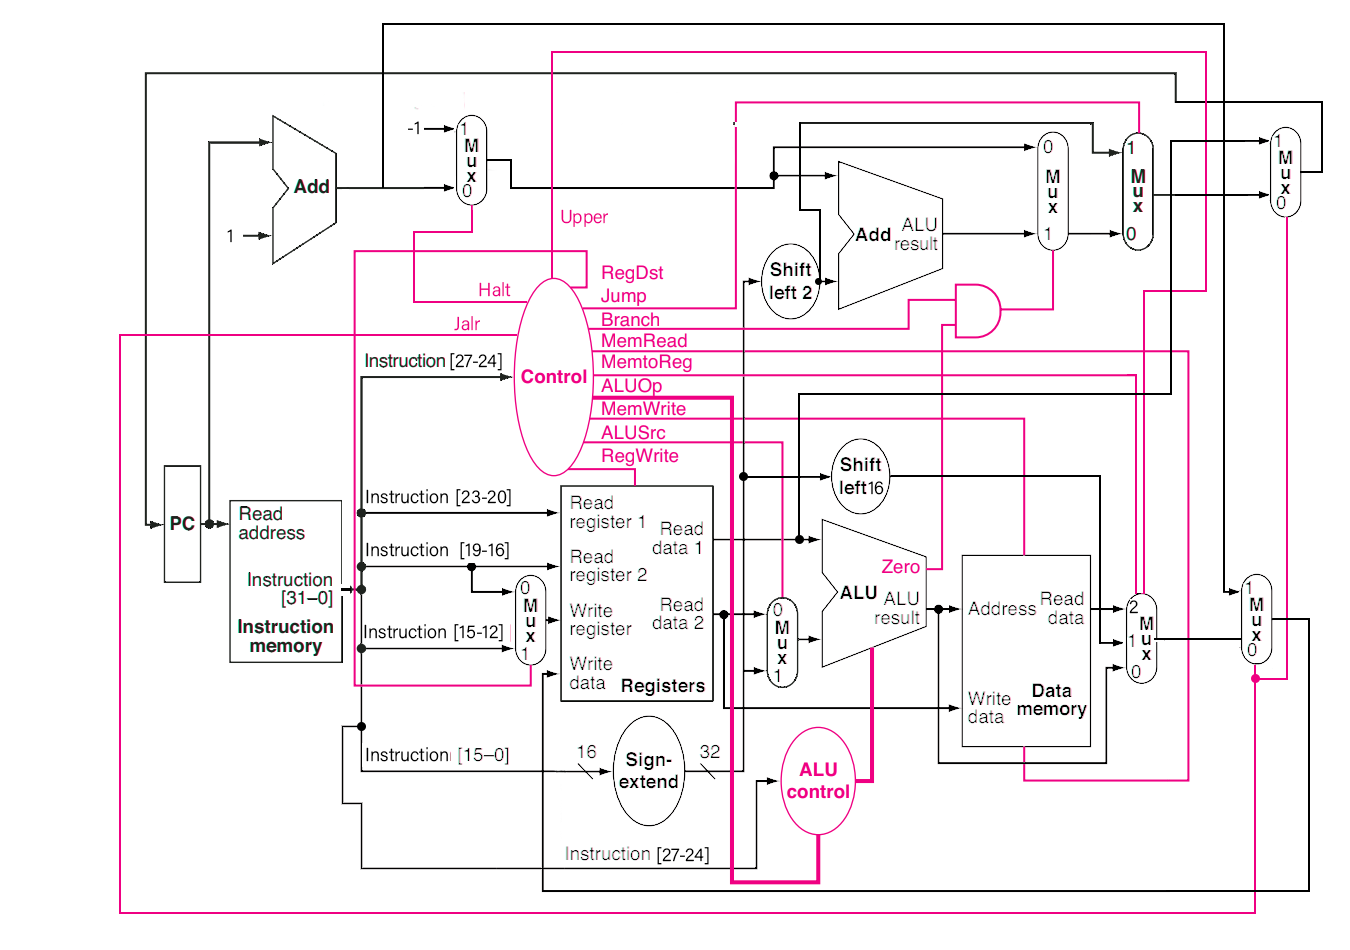 -1
1
M
u
x
0
Add
1
Upper
Halt
Jalr
RegDst
Jump
Branch
MemRead
MemtoReg
ALUOp
MemWrite
ALUSrc
RegWrite
Control
Instruction [27-24]
Shift
left 2
Add
ALU
result
0
M
u
x
1
1
M
u
x
0
1
M
u
x
0
PC
Read
address
Instruction
[31–0]
Instruction
memory
Instruction [23-20]
Instruction [19-16]
Instruction [15-12]
0
M
u
x
1
Read
register 1
Read
register 2
Write
register
Write
data
Read
data 1
Read
data 2
Registers
Shift
left16
0
M
u
x
1
Zero
ALU
ALU
result
Address
Read
data
Write
data
Data
memory
2
1
M
u
x
0
1
M
u
x
0
Instruction [15–0]
16
Sign-
extend
32
ALU
control
Instruction [27-24]